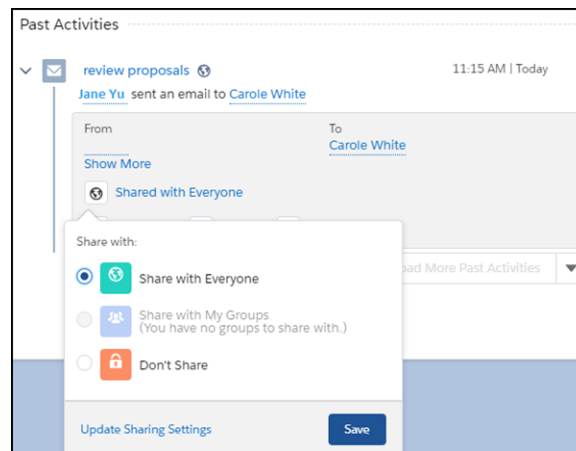 Past Activities
review proposals
11:15 AM | Today
Jane Yu sent an email to Carole White
From
To
Carole White
Show More
Shared with Everyone
Share with:
Share with Everyone
Share with My Groups
(You have no groups to share with.)
Don't Share
More Past Activities
Update Sharing Settings
Save